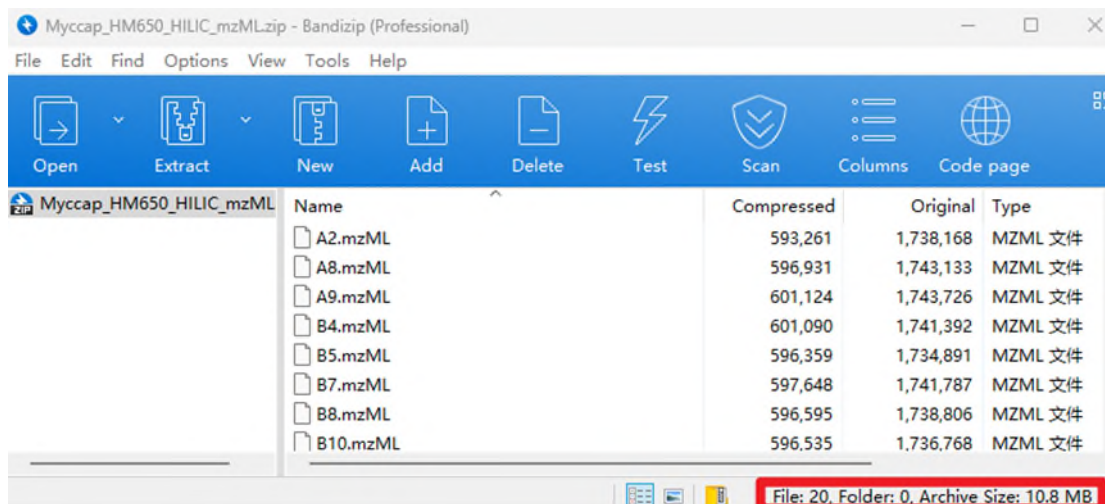 Myccap_HM650_HILIC_mzML.zip - Bandizip (Professional)
File Edit Find Options View Tools Help
Open Extract New Add Delete Test Scan Columns Code page
ZIP Myccap_HM650_HILIC_mzML
Name Compressed Original Type
A2.mzML 593,261 1,738,168 MZML 文件
A8.mzML 596,931 1,743,133 MZML 文件
A9.mzML 601,124 1,743,726 MZML 文件
B4.mzML 601,090 1,741,392 MZML 文件
B5.mzML 596,359 1,734,891 MZML 文件
B7.mzML 597,648 1,741,787 MZML 文件
B8.mzML 596,595 1,738,806 MZML 文件
B10.mzML 596,535 1,736,768 MZML 文件
File: 20, Folder: 0, Archive Size: 10.8 MB